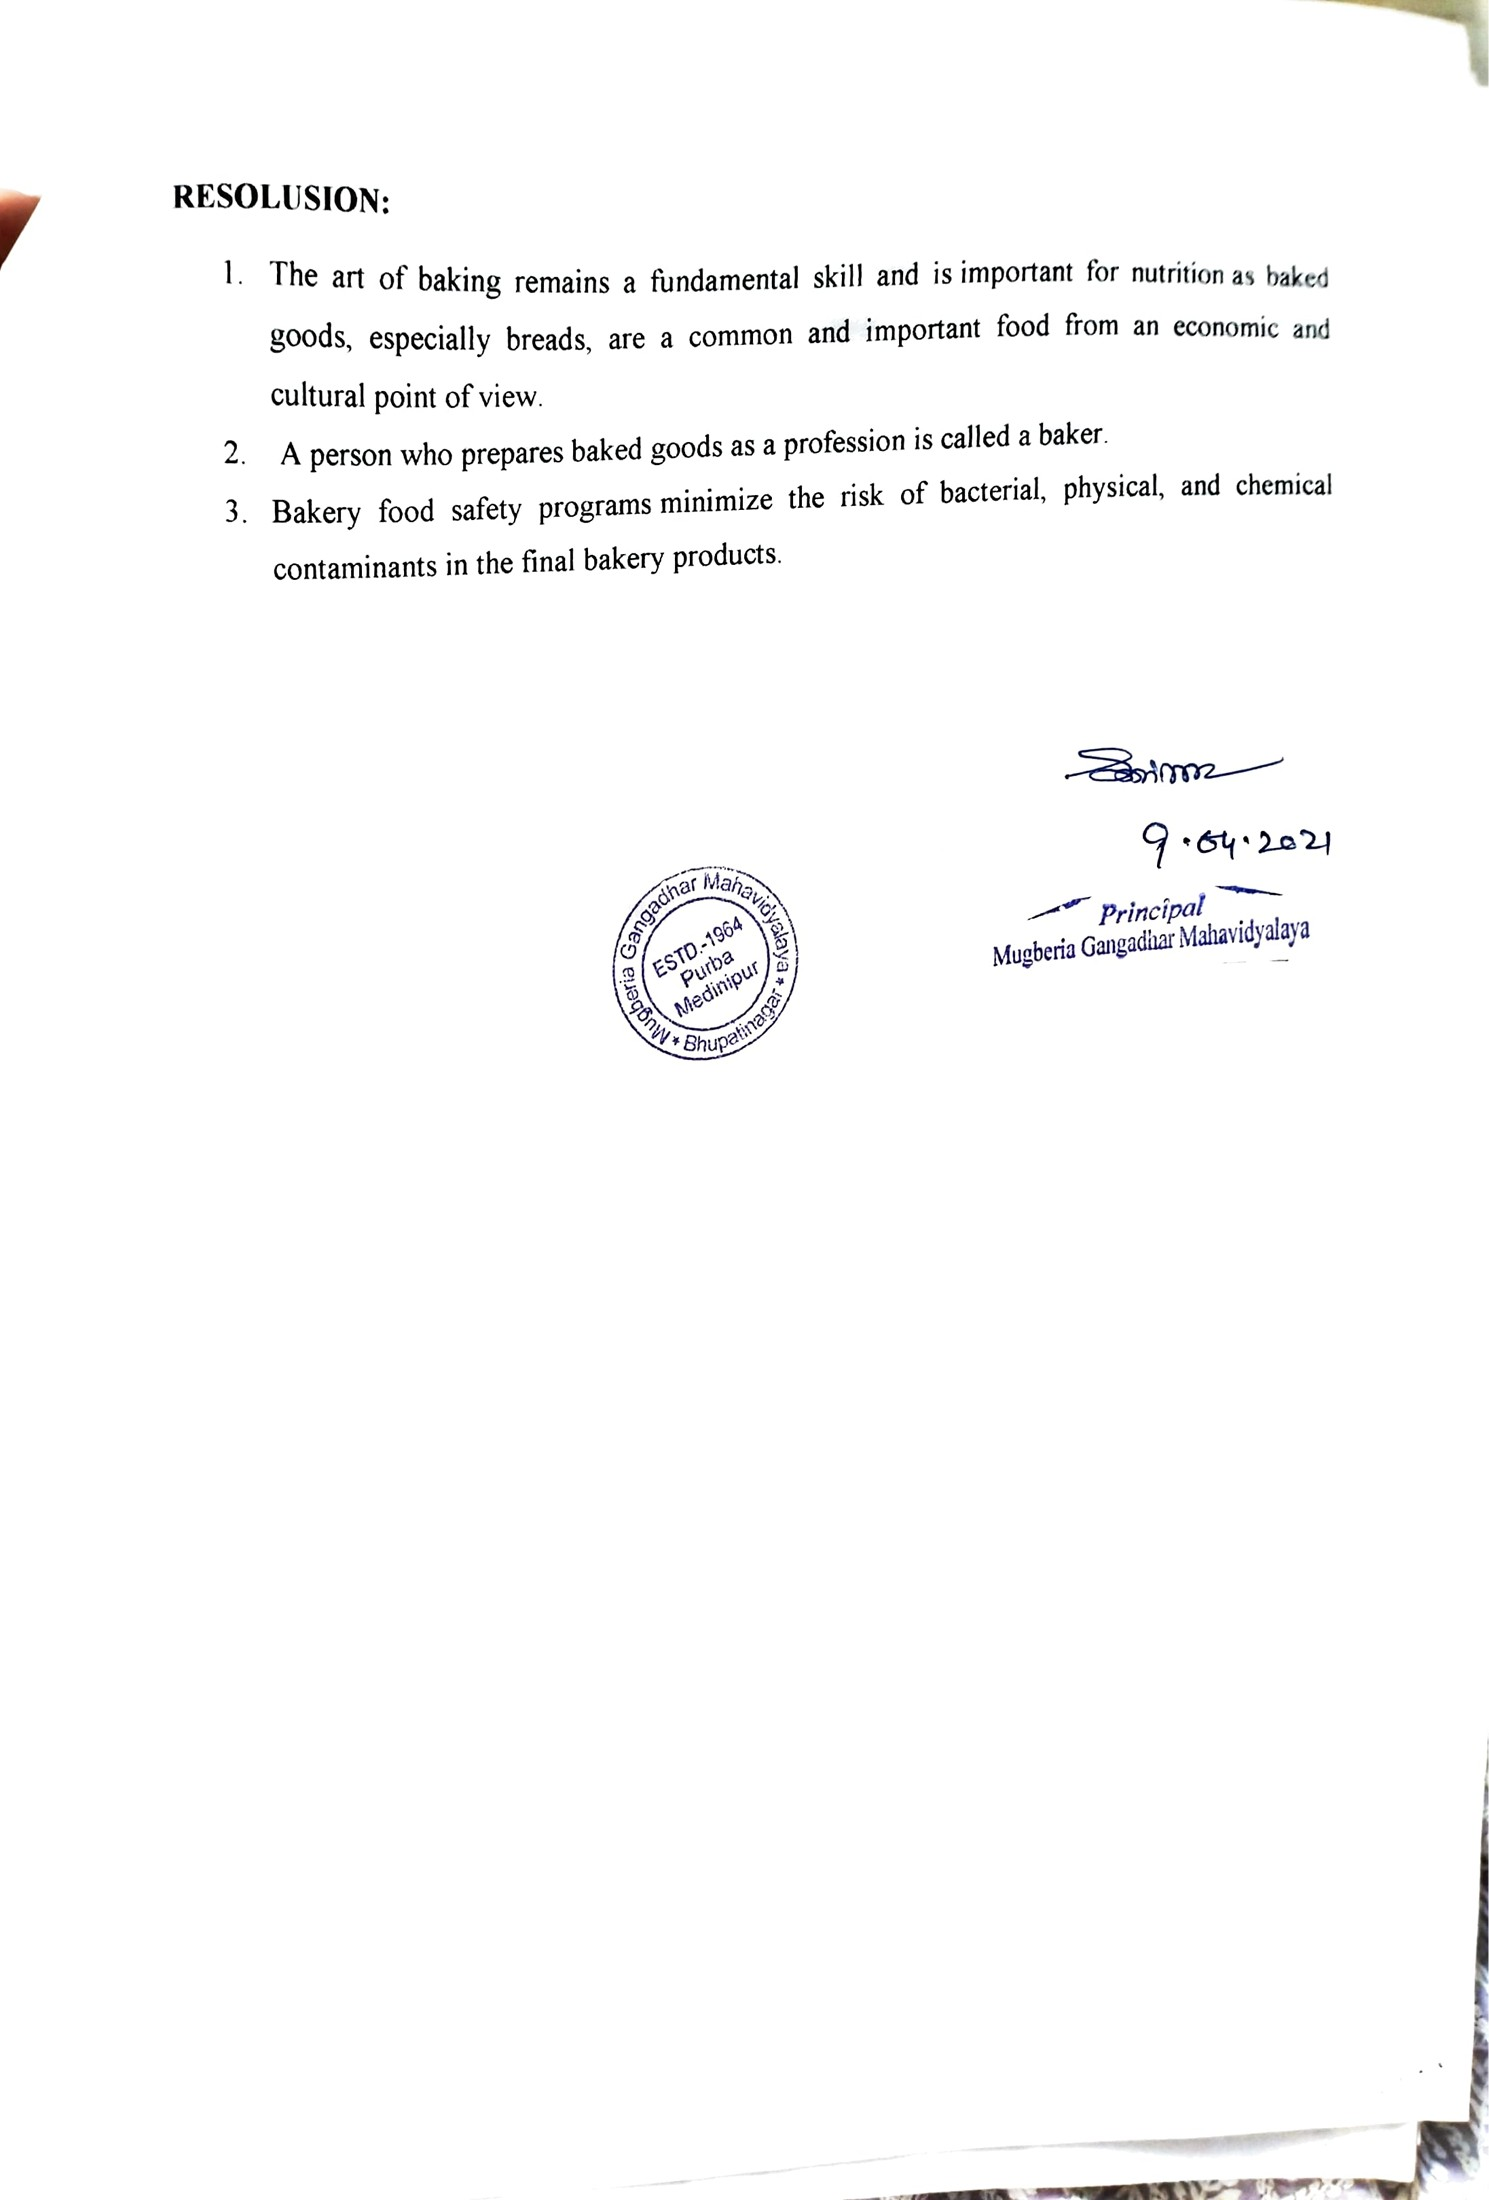 RESOLUSION:
1. The art of baking remains a fundamental skill and is important for nutrition as baked
goods, especially breads, are a common and important food from an economic and
cultural point of view.
2. A person who prepares baked goods as a profession is called a baker.
3. Bakery food safety programs minimize the risk of bacterial, physical, and chemical
contaminants in the final bakery products.
9.04.2021
Principal
Mugberia Gangadhar Mahavidyalaya
Mugberia Gangadhar Mahavidyalaya * Bhupatinagar *
ESTD.-1964
Purba
Medinipur